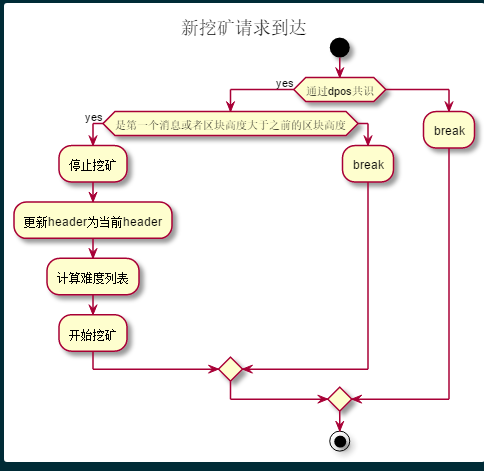 新挖矿请求到达
yes
通过dpos共识
yes
是第一个消息或者区块高度大于之前的区块高度
break
停止挖矿
break
更新header为当前header
计算难度列表
开始挖矿